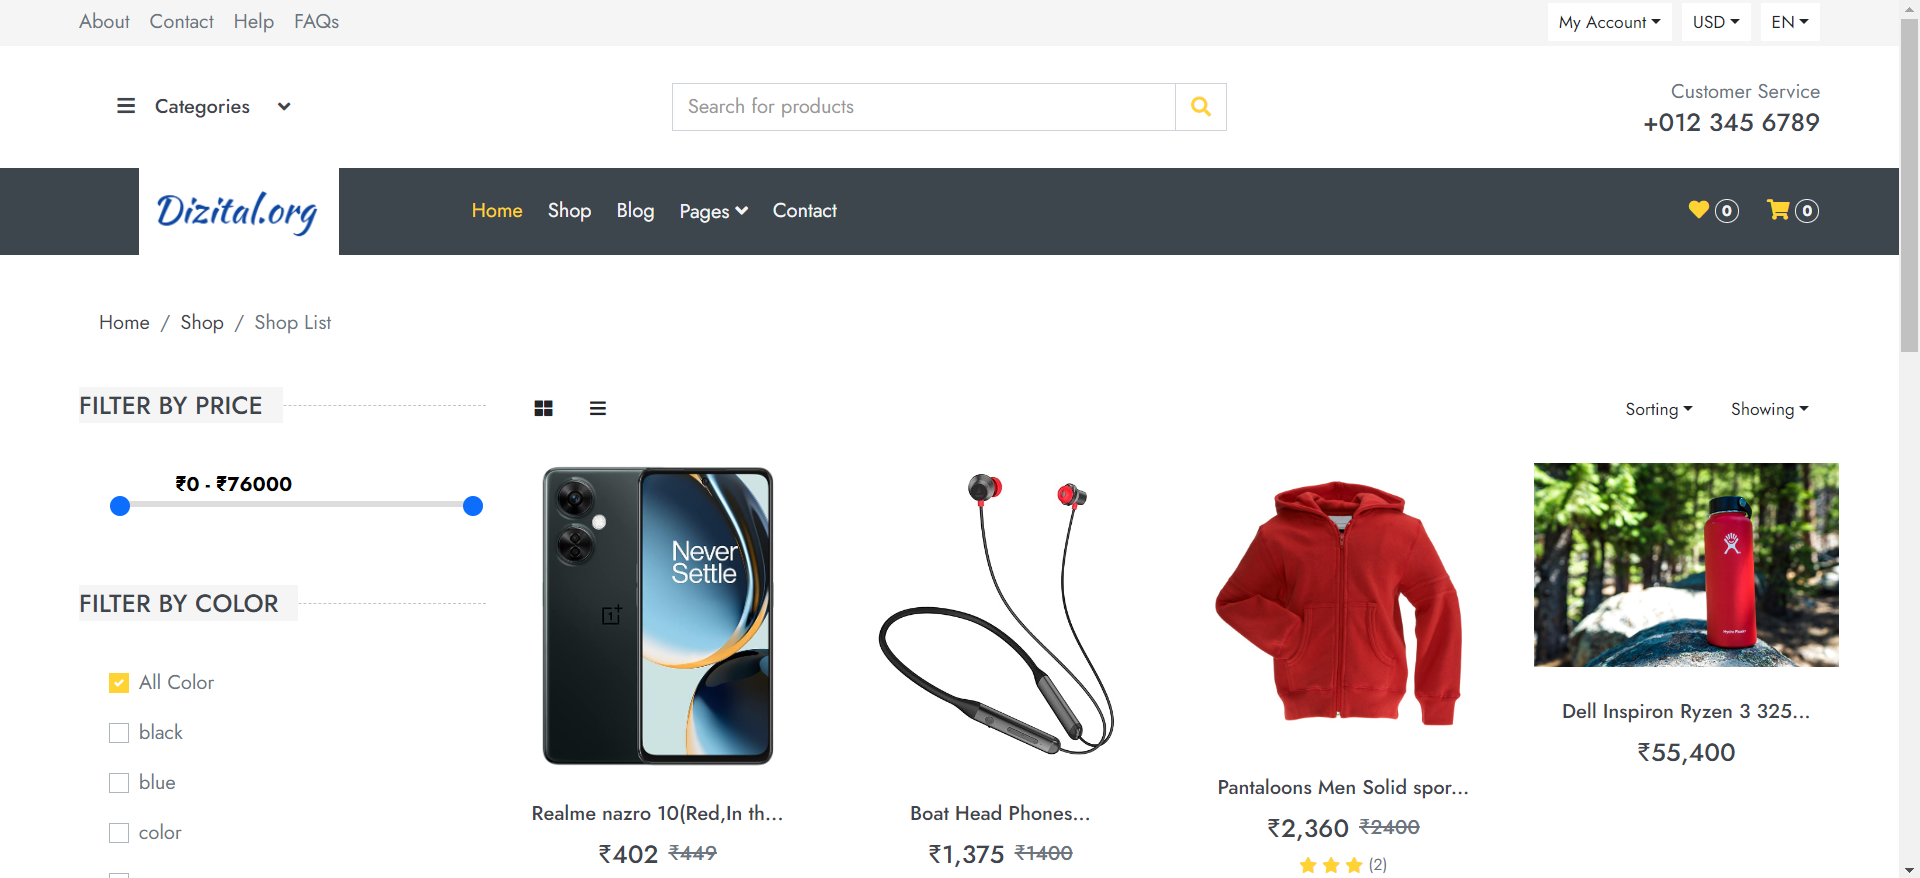 About Contact Help FAQs My Account USD EN
Categories
Search for products
Customer Service
+012 345 6789
Dizital.org
Home Shop Blog Pages Contact 0 0
Home / Shop / Shop List
FILTER BY PRICE
Sorting Showing
₹0 - ₹76000
FILTER BY COLOR
All Color
black
blue
color
Never
Settle
Hydro Flask
Realme nazro 10(Red,In th...
₹402 ₹449
Boat Head Phones...
₹1,375 ₹1400
Pantaloons Men Solid spor...
₹2,360 ₹2400
(2)
Dell Inspiron Ryzen 3 325...
₹55,400